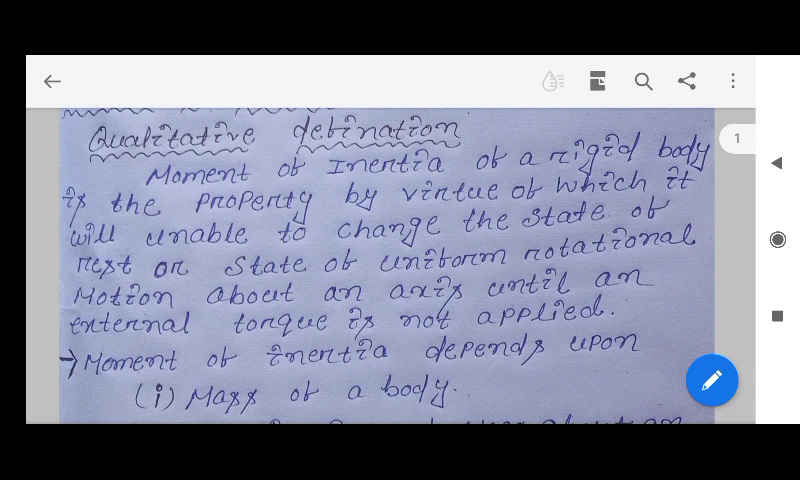 Qualitative defination
Moment of Inertia of a rigid body
is the property by virtue of which it
will unable to change the state of
rest or State of uniform rotational
Motion about an axis until an
external torque is not applied.
→ Moment of inertia depends upon
(i) Mass of a body.
1